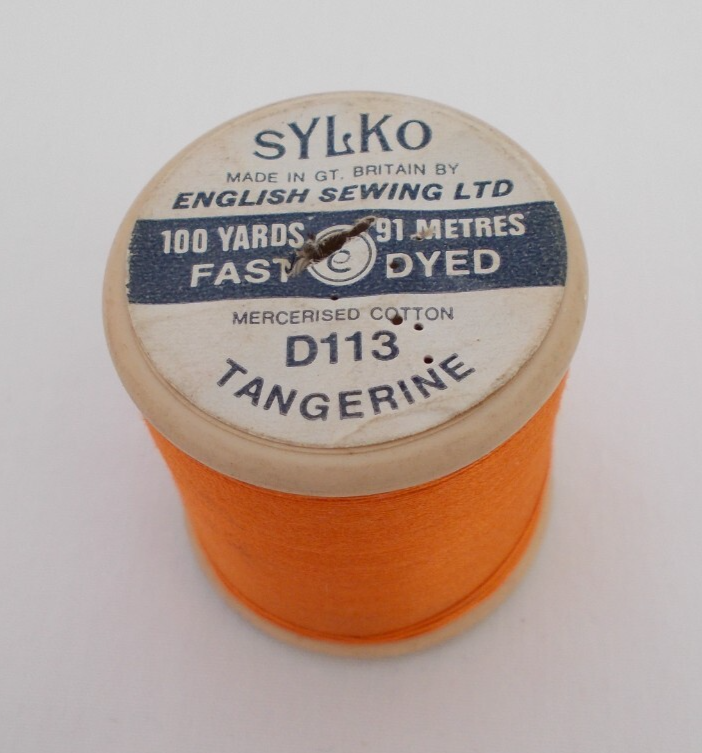 SYLKO
MADE IN GT. BRITAIN BY
ENGLISH SEWING LTD
100 YARDS 91 METRES
FAST e DYED
MERCERISED COTTON
D113
TANGERINE